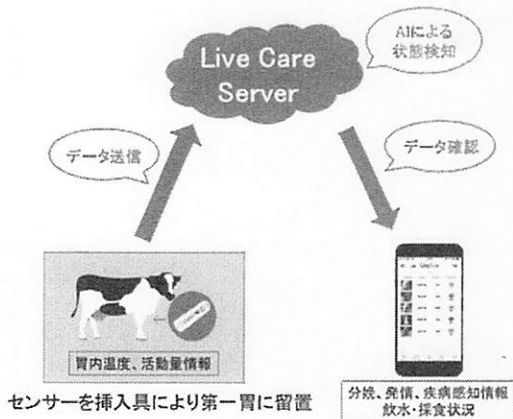 AIによる
状態検知
Live Care
Server
データ送信
データ確認
胃内温度、活動量情報
センサーを挿入具により第一胃に留置
分娩、発情、疾病感知情報
飲水・採食状況